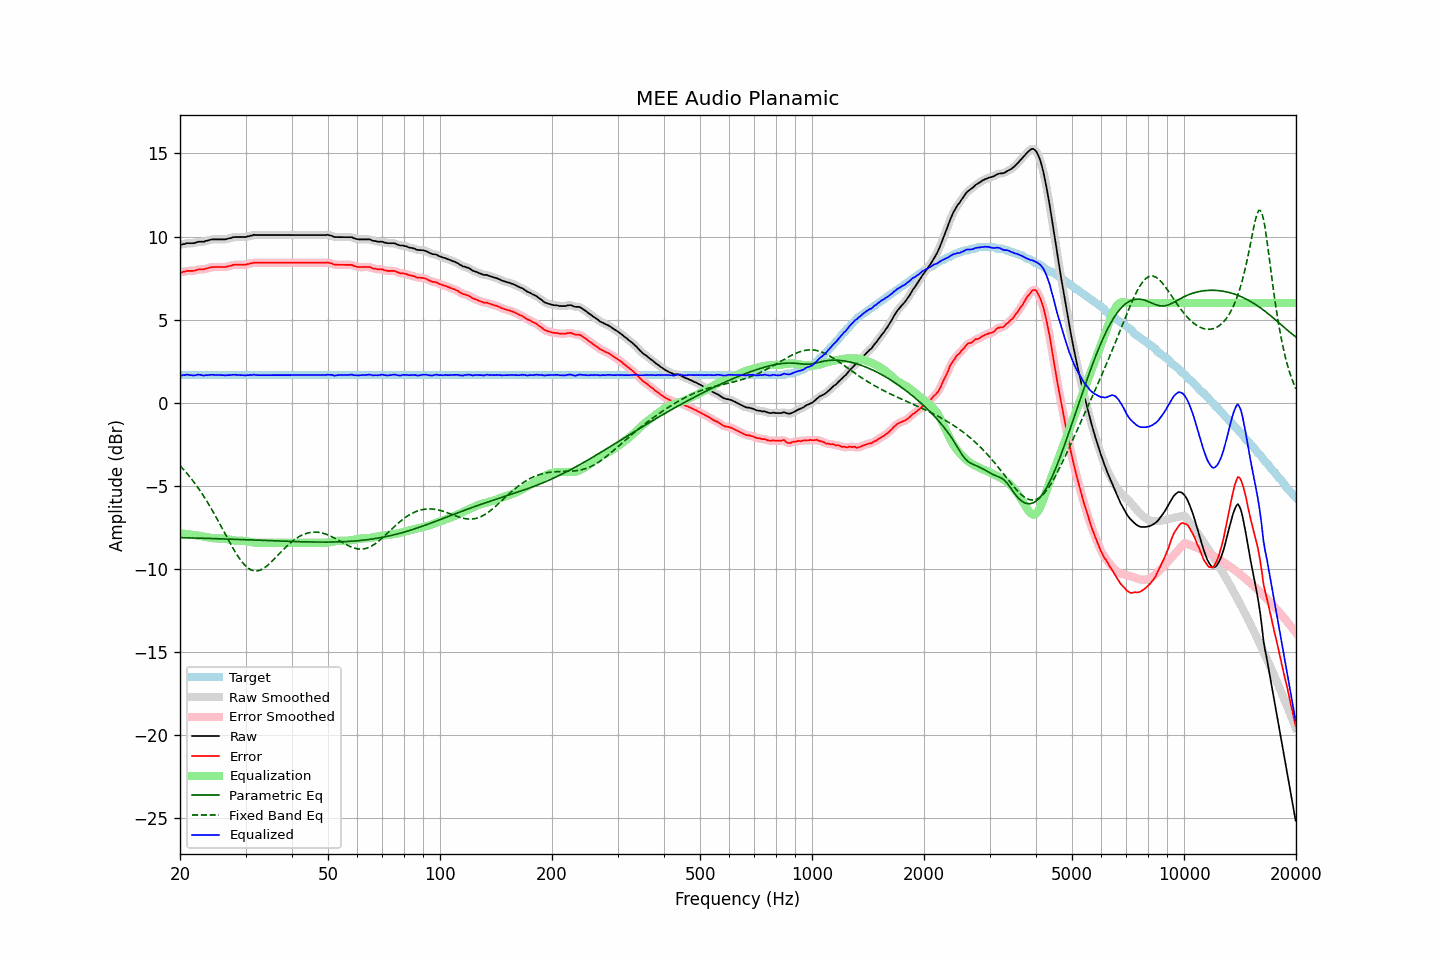 MEE Audio Planamic
15
10
5
0
−5
−10
−15
−20
−25
Amplitude (dBr)
Target
Raw Smoothed
Error Smoothed
Raw
Error
Equalization
Parametric Eq
Fixed Band Eq
Equalized
20 50 100 200 500 1000 2000 5000 10000 20000
Frequency (Hz)